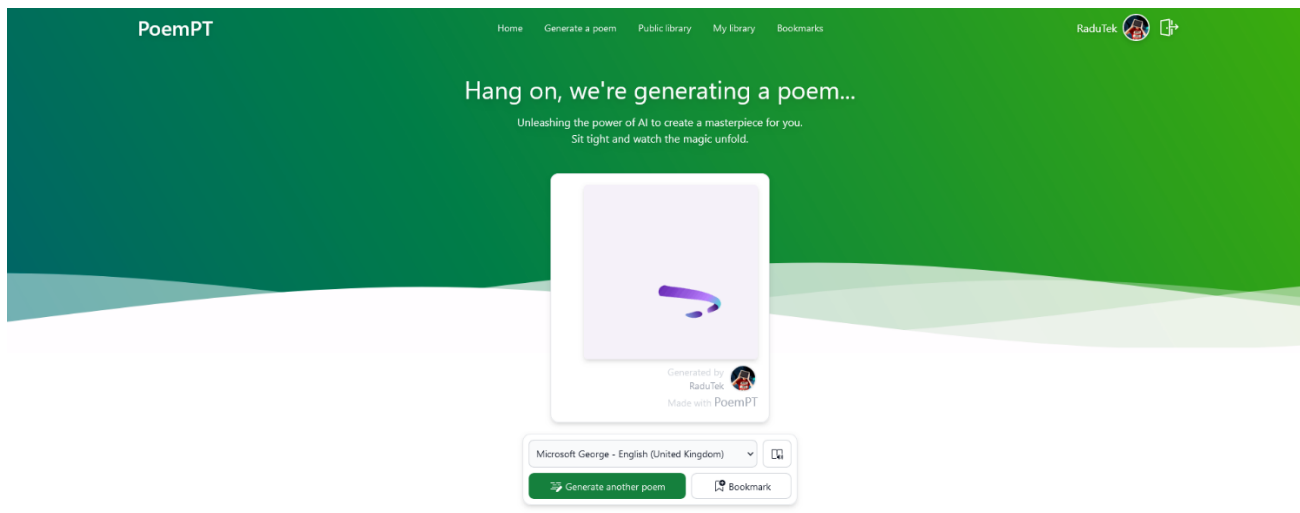 PoemPT
Home Generate a poem Public library My library Bookmarks
RaduTek
Hang on, we're generating a poem...
Unleashing the power of AI to create a masterpiece for you.
Sit tight and watch the magic unfold.
Generated by
RaduTek
Made with PoemPT
Microsoft George - English (United Kingdom)
Generate another poem
Bookmark